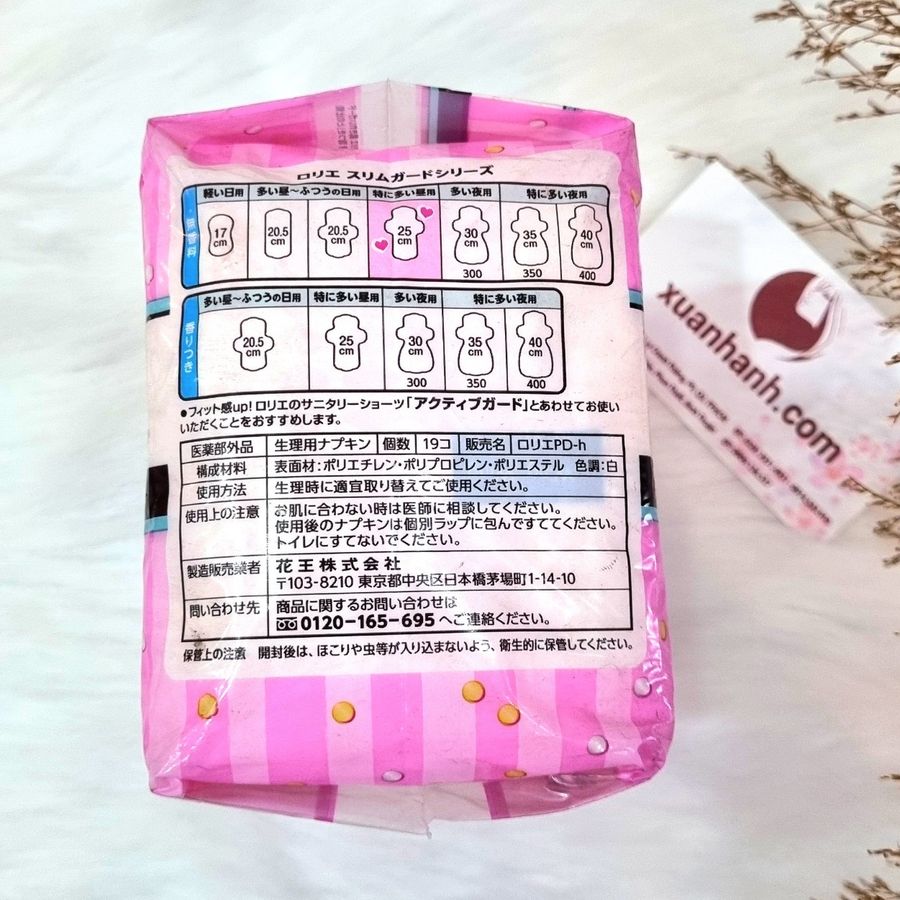 ロリエ スリムガードシリーズ
無香料
軽い日用 多い昼～ふつうの日用 特に多い昼用 多い夜用 特に多い夜用
17cm 20.5cm 20.5cm 25cm 30cm 35cm 40cm
300 350 400
香りつき
多い昼～ふつうの日用 特に多い昼用 多い夜用 特に多い夜用
20.5cm 25cm 30cm 35cm 40cm
300 350 400
●フィット感up! ロリエのサニタリーショーツ「アクティブガード」とあわせてお使い
いただくことをおすすめします。
医薬部外品 生理用ナプキン 個数 19コ 販売名 ロリエPD-h
構成材料 表面材:ポリエチレン・ポリプロピレン・ポリエステル 色調:白
使用方法 生理時に適宜取り替えてご使用ください。
使用上の注意 お肌に合わない時は医師に相談してください。
使用後のナプキンは個別ラップに包んですててください。
トイレにすてないでください。
製造販売業者 花王株式会社
〒103-8210 東京都中央区日本橋茅場町1-14-10
問い合わせ先 商品に関するお問い合わせは
0120-165-695 へご連絡ください。
保管上の注意 開封後は、ほこりや虫等が入り込まないよう、衛生的に保管してください。
xuanhanh.com